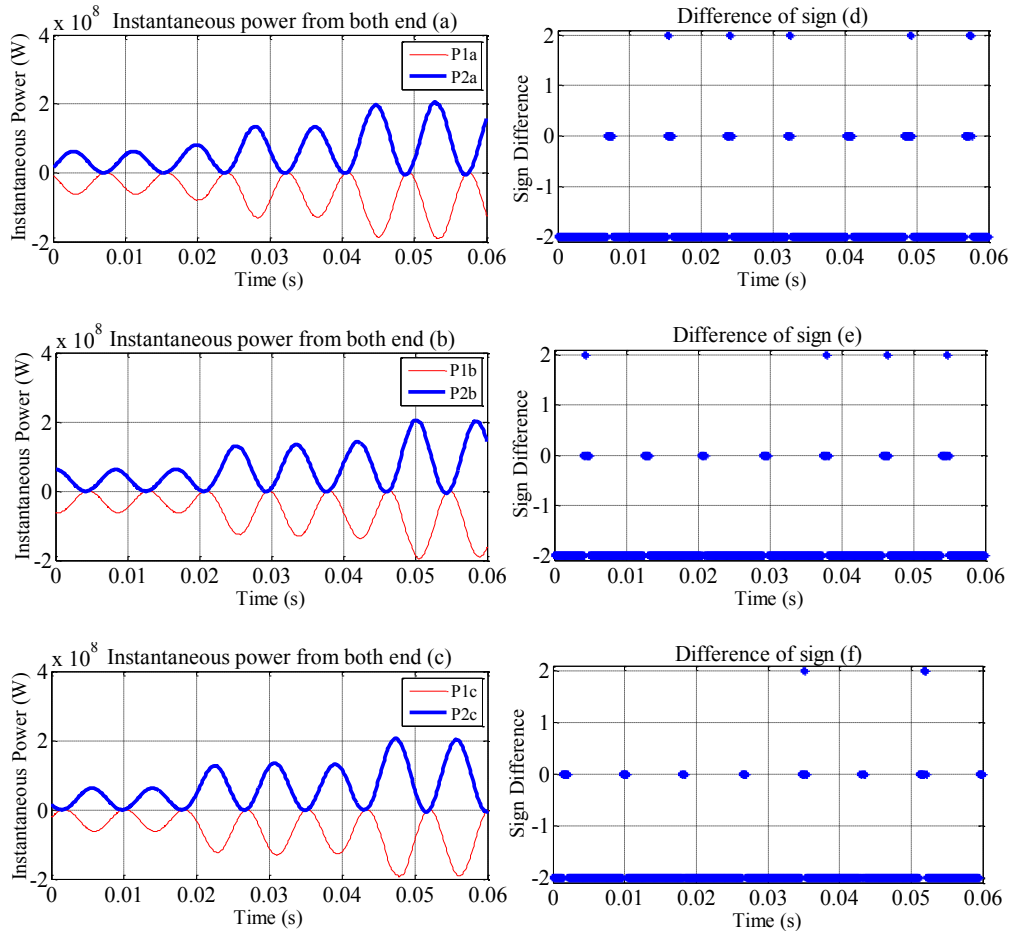 x 10^8 Instantaneous power from both end (a)
Instantaneous Power (W)
4
2
0
-2
P1a
P2a
0 0.01 0.02 0.03 0.04 0.05 0.06
Time (s)
Difference of sign (d)
Sign Difference
2
1
0
-1
-2
0 0.01 0.02 0.03 0.04 0.05 0.06
Time (s)
x 10^8 Instantaneous power from both end (b)
Instantaneous Power (W)
4
2
0
-2
P1b
P2b
0 0.01 0.02 0.03 0.04 0.05 0.06
Time (s)
Difference of sign (e)
Sign Difference
2
1
0
-1
-2
0 0.01 0.02 0.03 0.04 0.05 0.06
Time (s)
x 10^8 Instantaneous power from both end (c)
Instantaneous Power (W)
4
2
0
-2
P1c
P2c
0 0.01 0.02 0.03 0.04 0.05 0.06
Time (s)
Difference of sign (f)
Sign Difference
2
1
0
-1
-2
0 0.01 0.02 0.03 0.04 0.05 0.06
Time (s)